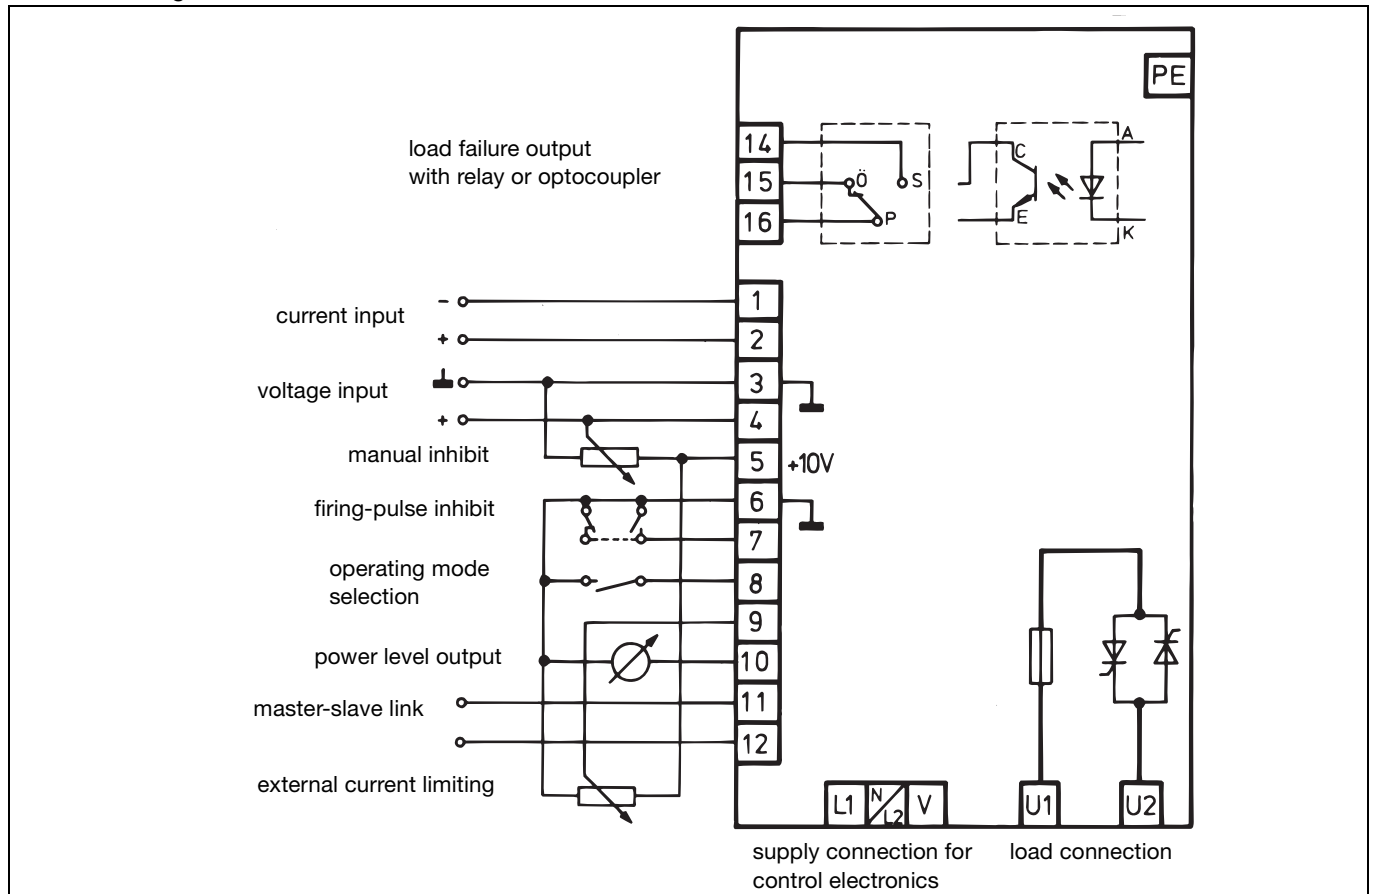 PE
load failure output
with relay or optocoupler
14
15
16
Ö
S
P
C
E
A
K
current input
-
+
1
2
voltage input
+
3
4
manual inhibit
5
+10V
firing-pulse inhibit
6
7
operating mode
selection
8
9
power level output
10
master-slave link
11
12
external current limiting
L1
N/L2
V
U1
U2
supply connection for
control electronics
load connection